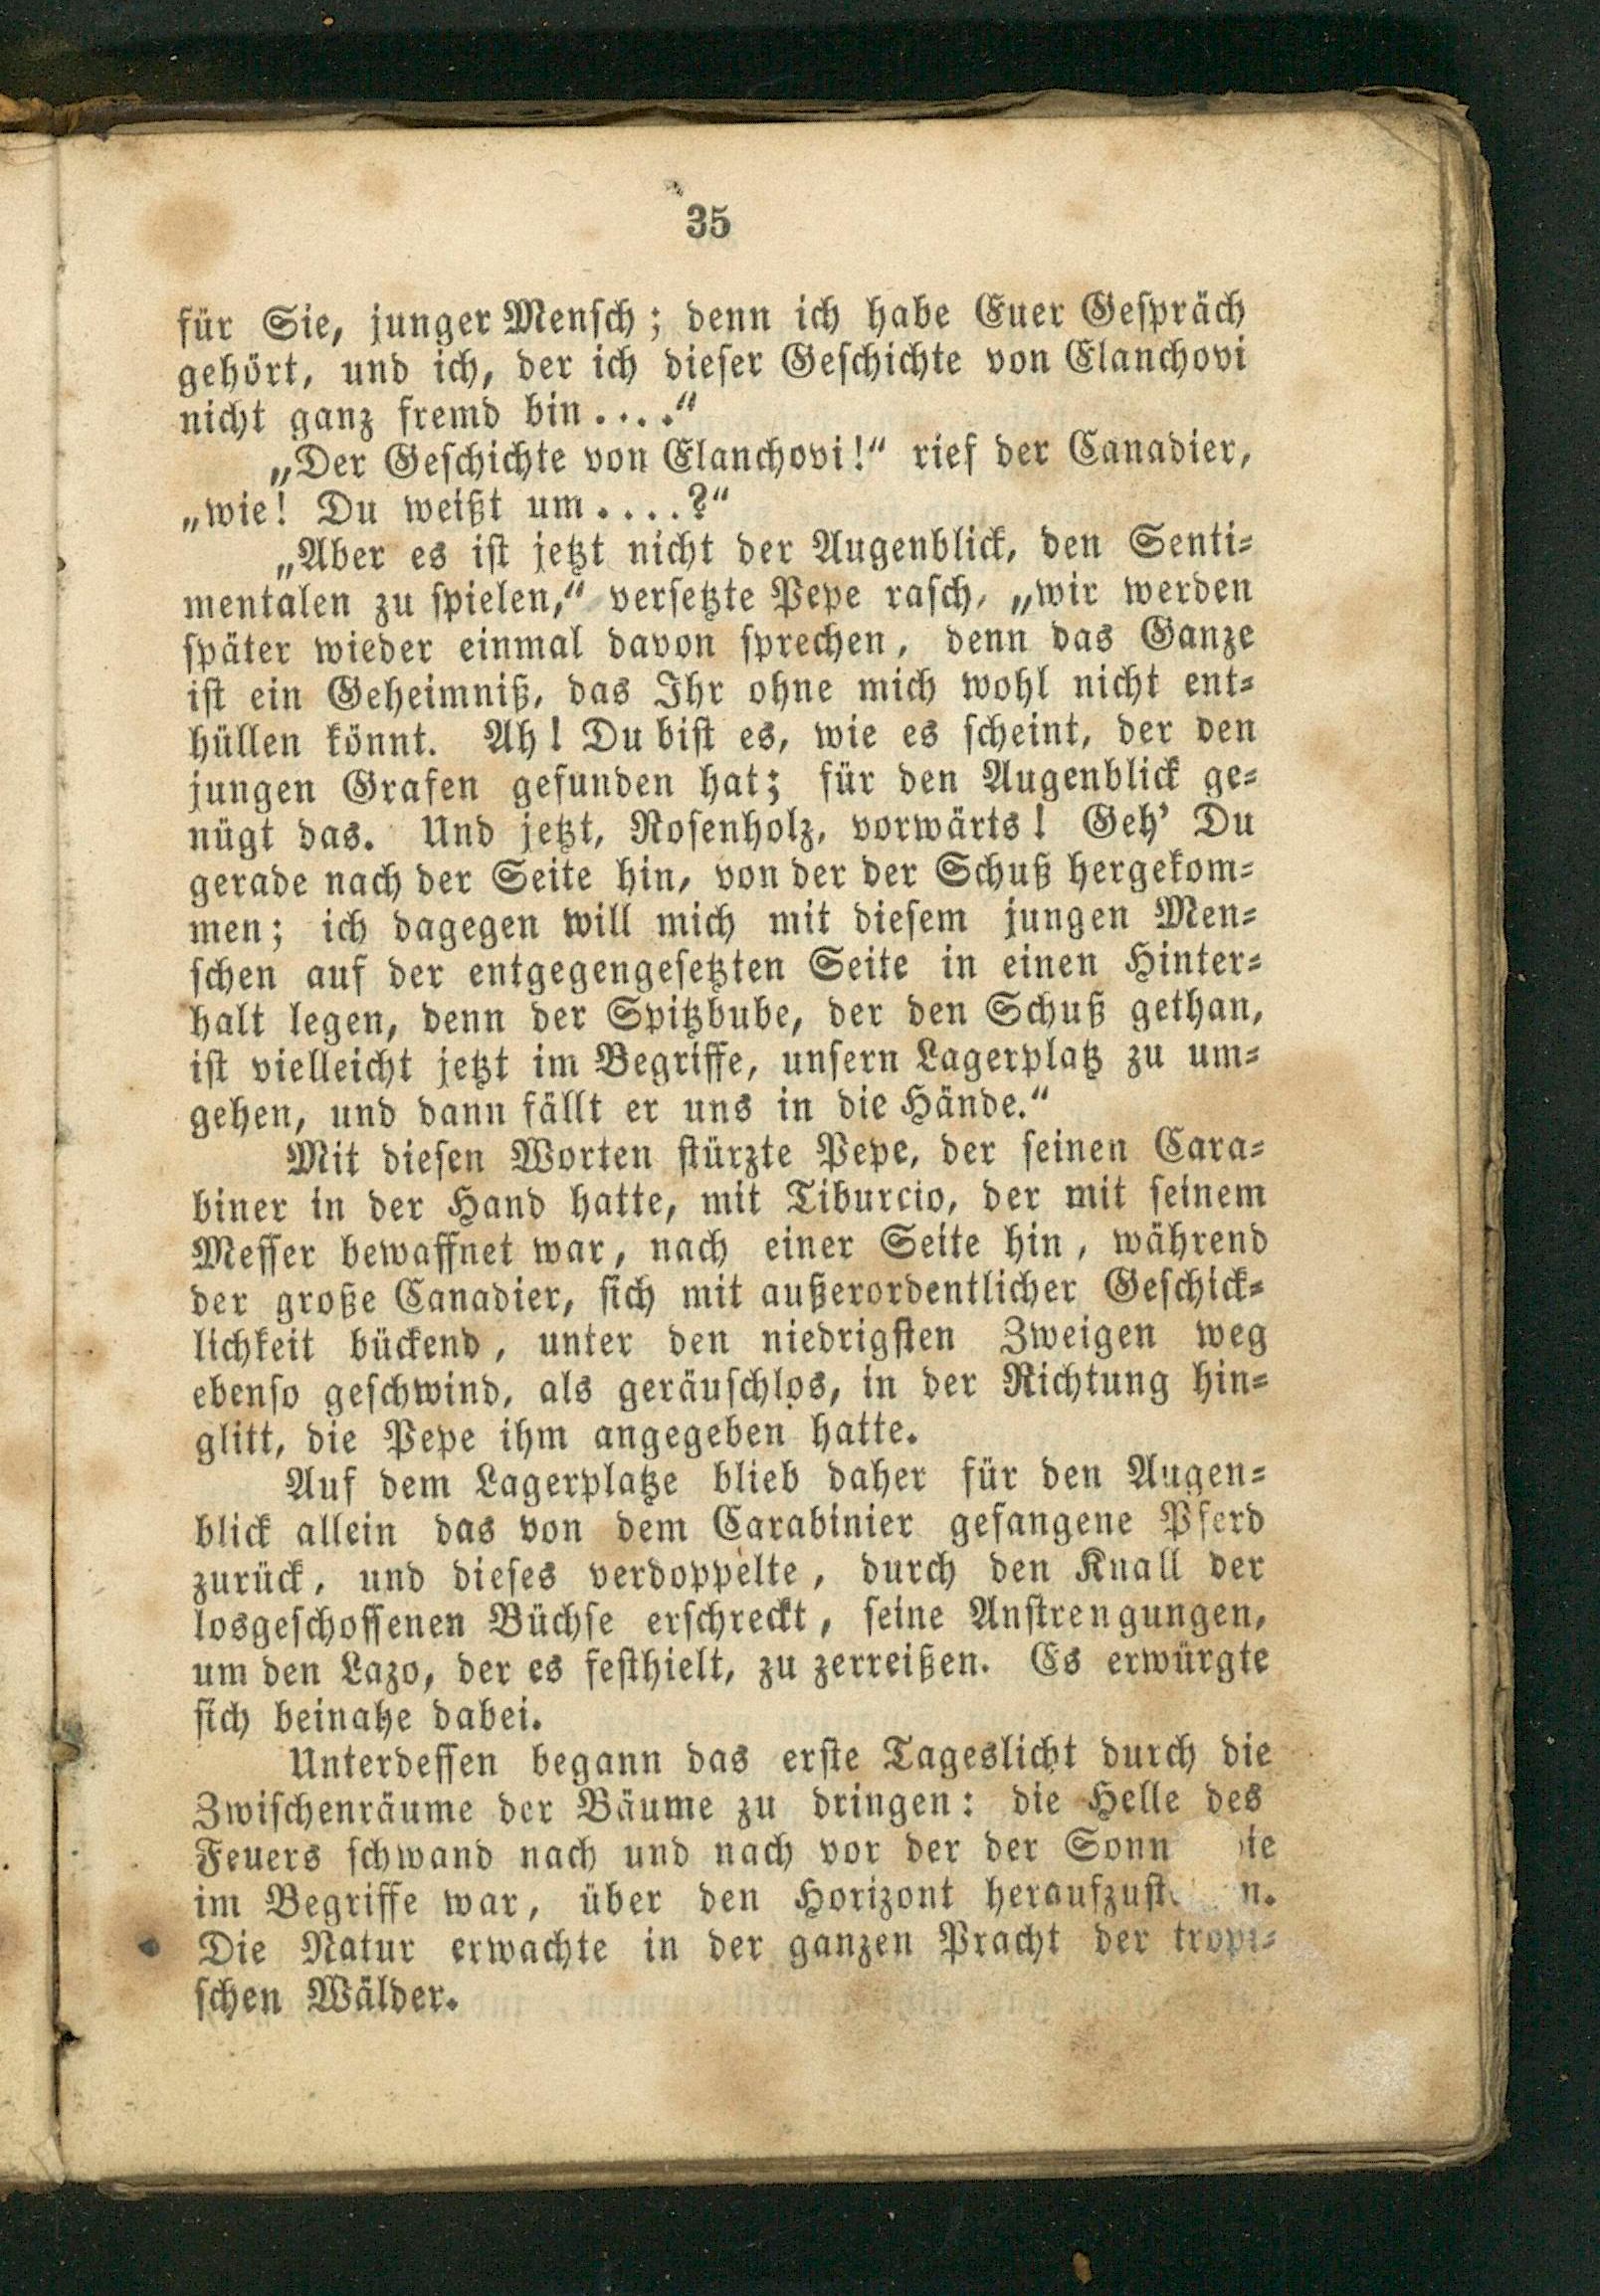 35
für Sie, junger Mensch; denn ich habe Euer Gespräch
gehört, und ich, der ich dieser Geschichte von Elanchovi
nicht ganz fremd bin....“
„Der Geschichte von Elanchovi!“ rief der Canadier,
„wie! Du weißt um....?“
„Aber es ist jetzt nicht der Augenblick, den Senti-
mentalen zu spielen,“ versetzte Pepe rasch, „wir werden
später wieder einmal davon sprechen, denn das Ganze
ist ein Geheimniß, das Ihr ohne mich wohl nicht ent-
hüllen könnt. Ah! Du bist es, wie es scheint, der den
jungen Grafen gefunden hat; für den Augenblick ge-
nügt das. Und jetzt, Rosenholz, vorwärts! Geh’ Du
gerade nach der Seite hin, von der der Schuß hergekom-
men; ich dagegen will mich mit diesem jungen Men-
schen auf der entgegengesetzten Seite in einen Hinter-
halt legen, denn der Spitzbube, der den Schuß gethan,
ist vielleicht jetzt im Begriffe, unsern Lagerplatz zu um-
gehen, und dann fällt er uns in die Hände.“
Mit diesen Worten stürzte Pepe, der seinen Cara-
biner in der Hand hatte, mit Tiburcio, der mit seinem
Messer bewaffnet war, nach einer Seite hin, während
der große Canadier, sich mit außerordentlicher Geschick-
lichkeit bückend, unter den niedrigsten Zweigen weg
ebenso geschwind, als geräuschlos, in der Richtung hin-
glitt, die Pepe ihm angegeben hatte.
Auf dem Lagerplatze blieb daher für den Augen-
blick allein das von dem Carabinier gefangene Pferd
zurück, und dieses verdoppelte, durch den Knall der
losgeschossenen Büchse erschreckt, seine Anstrengungen,
um den Lazo, der es festhielt, zu zerreißen. Es erwürgte
sich beinahe dabei.
Unterdessen begann das erste Tageslicht durch die
Zwischenräume der Bäume zu dringen: die Helle des
Feuers schwand nach und nach vor der der Sonn
im Begriffe war, über den Horizont
Die Natur erwachte in der ganzen Pracht der tropi-
schen Wälder.